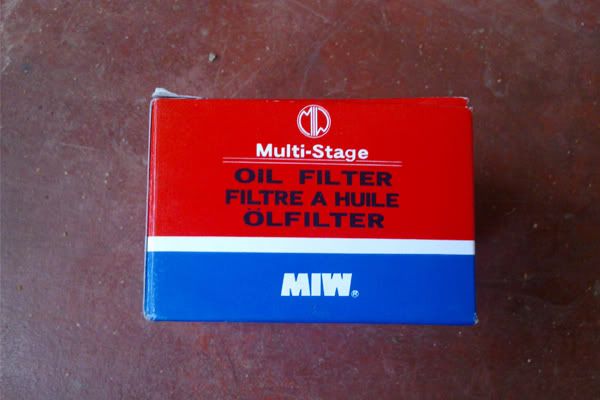 MIW
Multi-Stage
OIL FILTER
FILTRE A HUILE
ÖLFILTER
MIW®